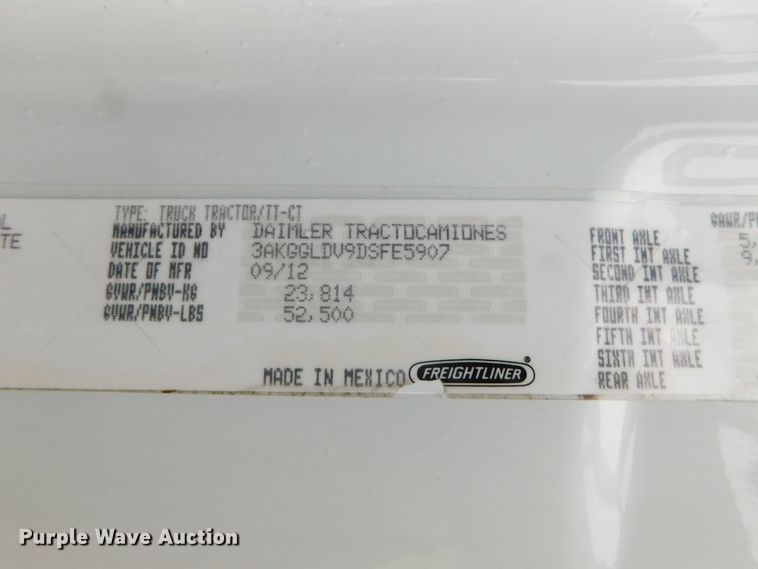 TYPE: TRUCK TRACTOR/TT-CT
MANUFACTURED BY DAIMLER TRACTOCAMIONES
VEHICLE ID NO 3AKGGLDV9DSFE5907
DATE OF MFR 09/12
GVWR/PNBV-KG 23,814
GVWR/PNBV-LBS 52,500
MADE IN MEXICO FREIGHTLINER®
GAWR/P
FRONT AXLE 5,
FIRST INT AXLE 9,
SECOND INT AXLE
THIRD INT AXLE
FOURTH INT AXLE
FIFTH INT AXLE
SIXTH INT AXLE
REAR AXLE
Purple Wave Auction